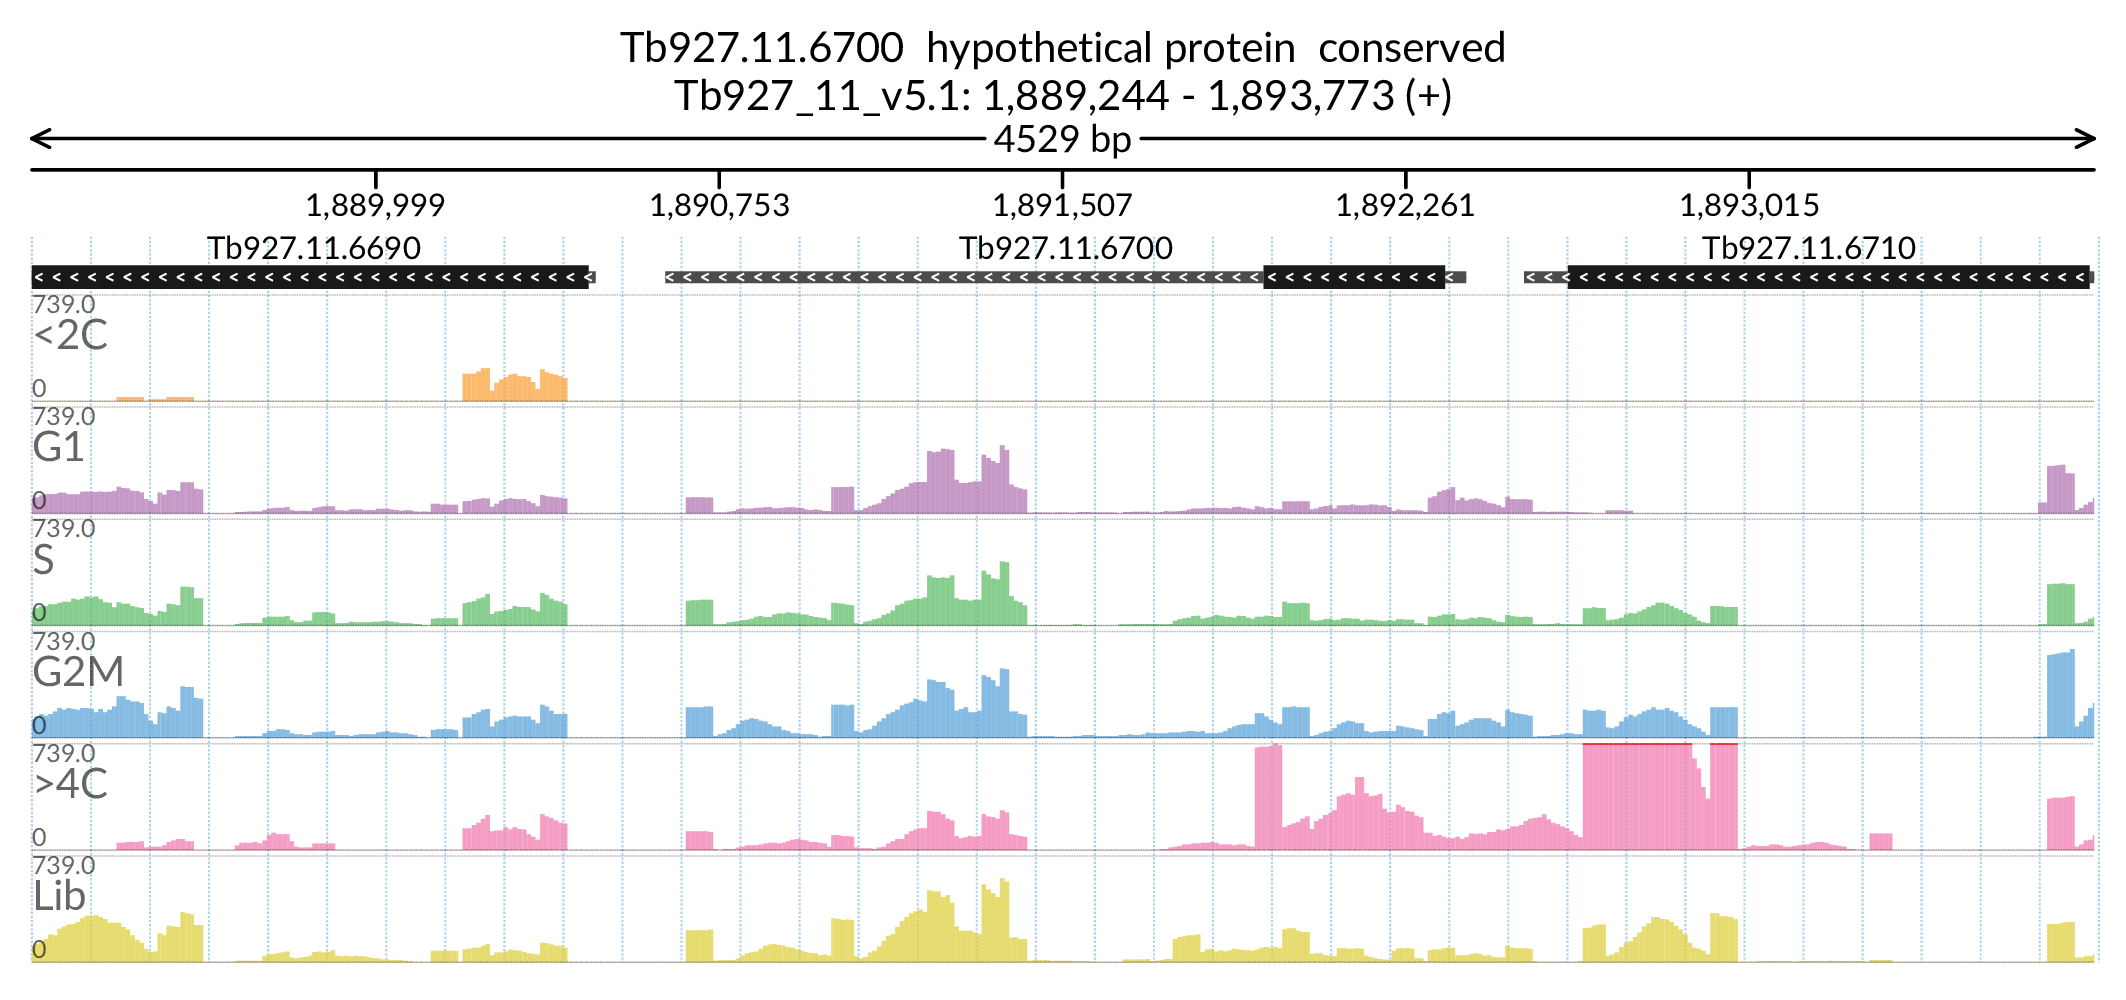 Tb927.11.6700 hypothetical protein conserved
Tb927_11_v5.1: 1,889,244 - 1,893,773 (+)
4529 bp
1,889,999 1,890,753 1,891,507 1,892,261 1,893,015
Tb927.11.6690 Tb927.11.6700 Tb927.11.6710
739.0
<2C
0
739.0
G1
0
739.0
S
0
739.0
G2M
0
739.0
>4C
0
739.0
Lib
0